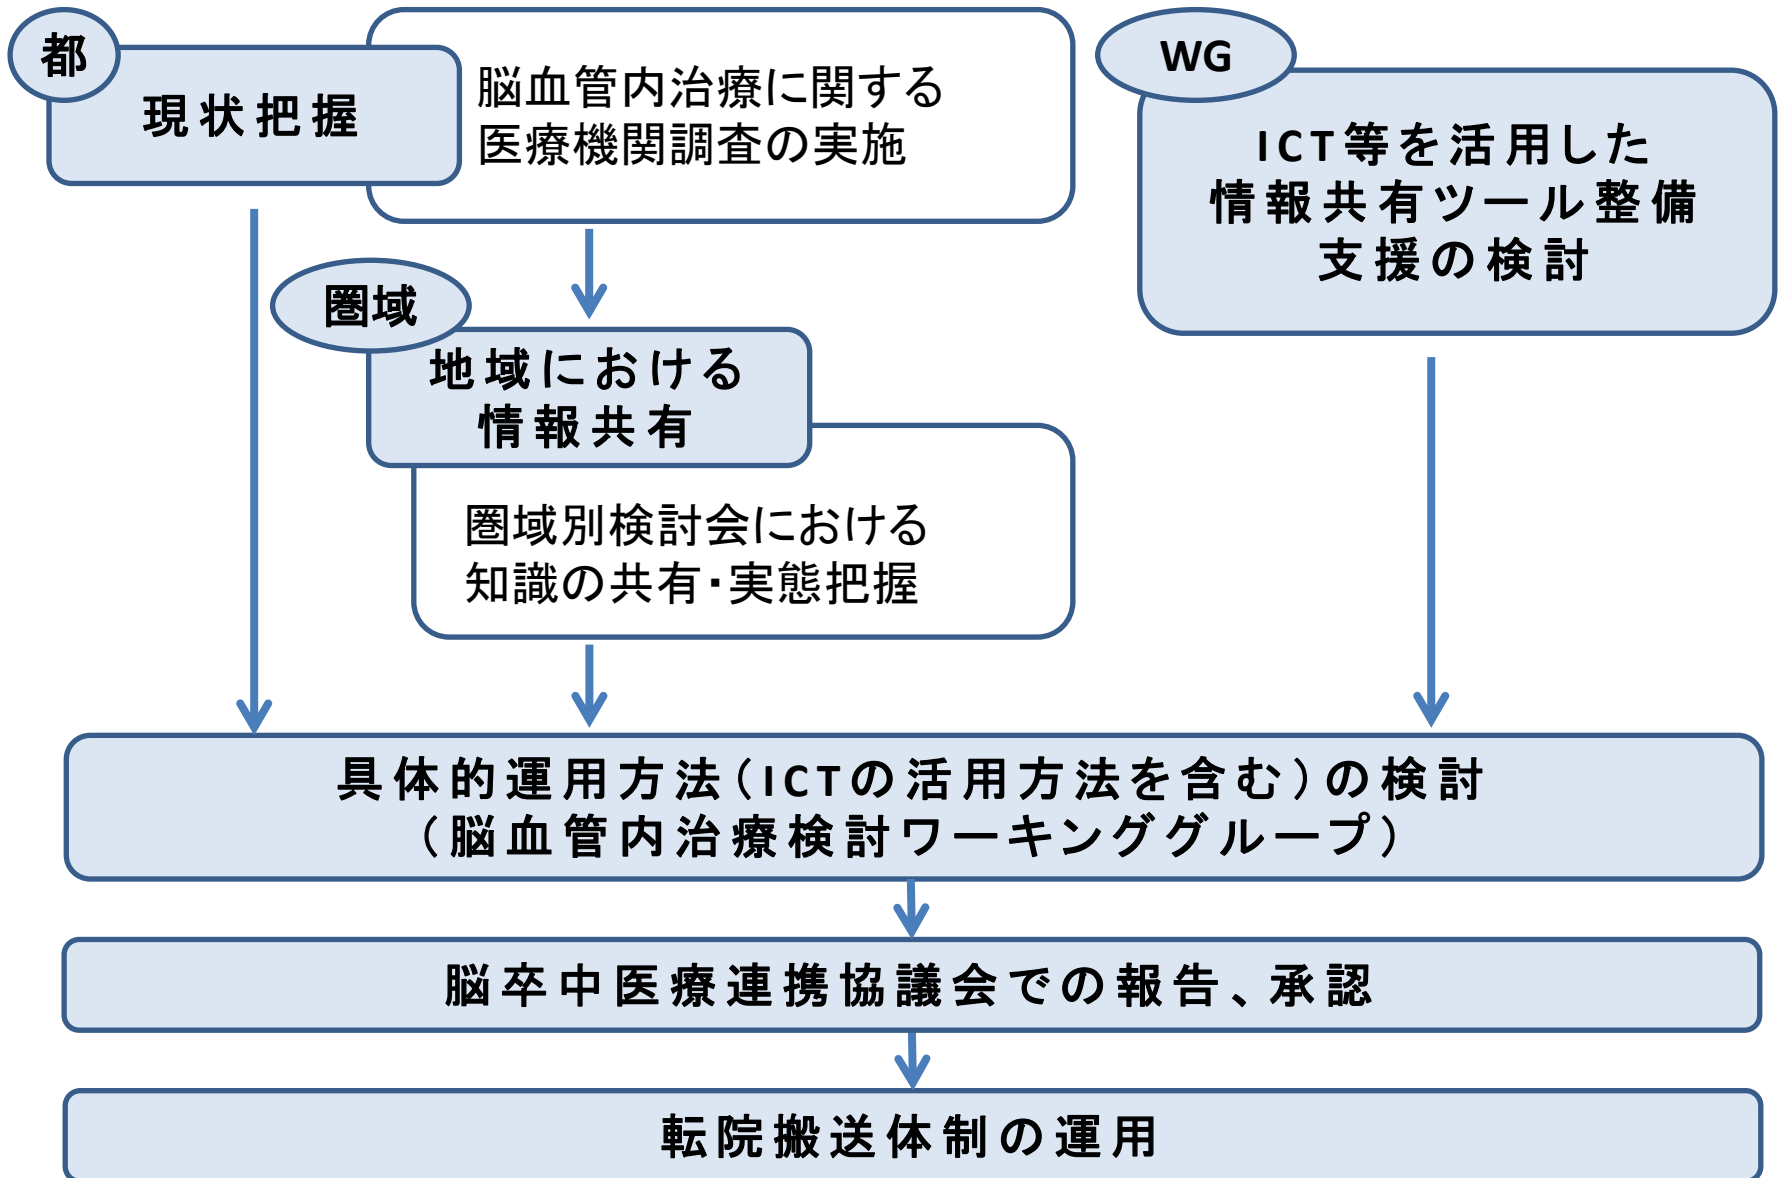 都
現状把握
脳血管内治療に関する
医療機関調査の実施
WG
ICT等を活用した
情報共有ツール整備
支援の検討
圏域
地域における
情報共有
圏域別検討会における
知識の共有・実態把握
具体的運用方法（ICTの活用方法を含む）の検討
（脳血管内治療検討ワーキンググループ）
脳卒中医療連携協議会での報告、承認
転院搬送体制の運用